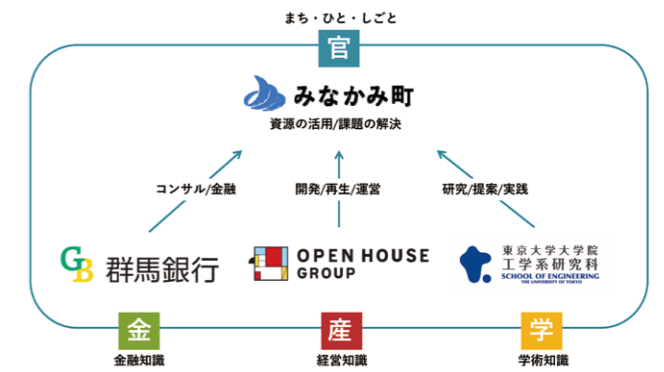 まち・ひと・しごと
官
みなかみ町
資源の活用/課題の解決
コンサル/金融
開発/再生/運営
研究/提案/実践
GB 群馬銀行
OPEN HOUSE
GROUP
東京大学大学院
工学系研究科
SCHOOL OF ENGINEERING
THE UNIVERSITY OF TOKYO
金
産
学
金融知識
経営知識
学術知識